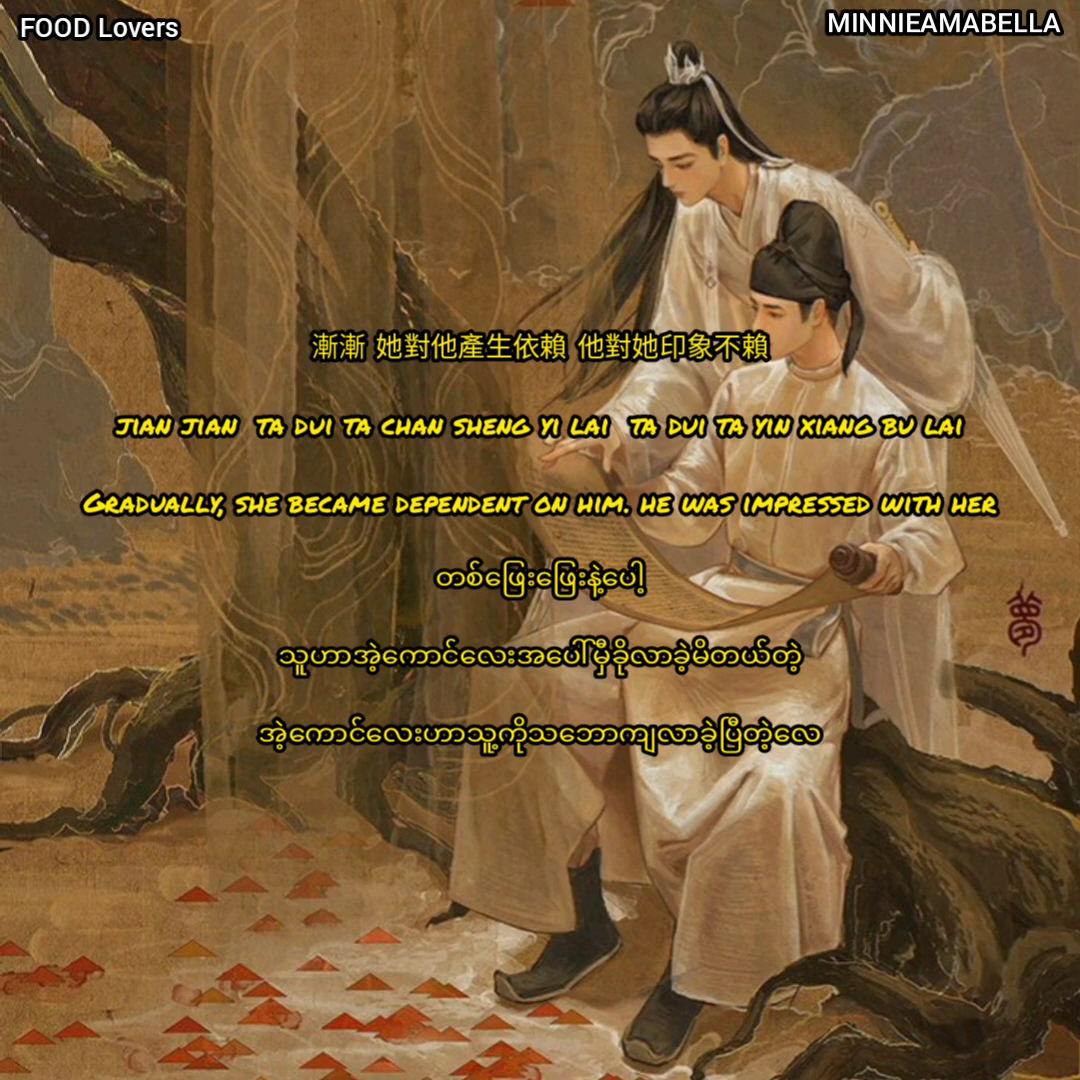 FOOD Lovers
MINNIEAMABELLA
漸漸 她對他產生依賴 他對她印象不賴
JIAN JIAN TA DUI TA CHAN SHENG YI LAI TA DUI TA YIN XIANG BU LAI
GRADUALLY, SHE BECAME DEPENDENT ON HIM. HE WAS IMPRESSED WITH HER
တစ်ဖြေးဖြေးနဲ့ပေါ့
သူဟာအဲ့ကောင်လေးအပေါ်မှီခိုလာခဲ့မိတယ်တဲ့
အဲ့ကောင်လေးဟာသူ့ကိုသဘောကျလာခဲ့ပြီတဲ့လေ